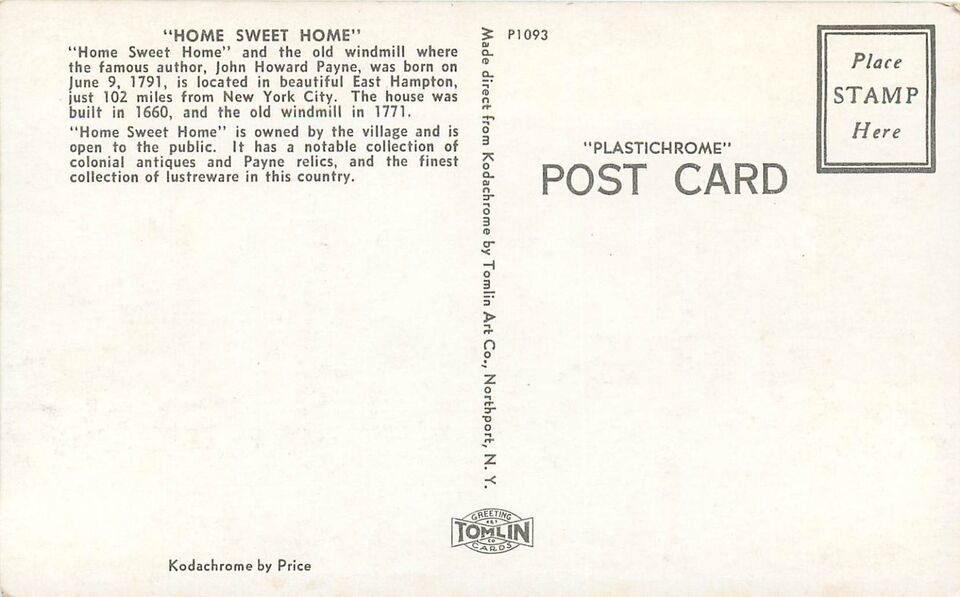 "HOME SWEET HOME"
"Home Sweet Home" and the old windmill where
the famous author, John Howard Payne, was born on
June 9, 1791, is located in beautiful East Hampton,
just 102 miles from New York City. The house was
built in 1660, and the old windmill in 1771.
"Home Sweet Home" is owned by the village and is
open to the public. It has a notable collection of
colonial antiques and Payne relics, and the finest
collection of lustreware in this country.
Kodachrome by Price
Made direct from Kodachrome by Tomlin Art Co., Northport, N. Y.
GREETING
ART
TOMLIN
CO
CARDS
P1093
"PLASTICHROME"
POST CARD
Place
STAMP
Here